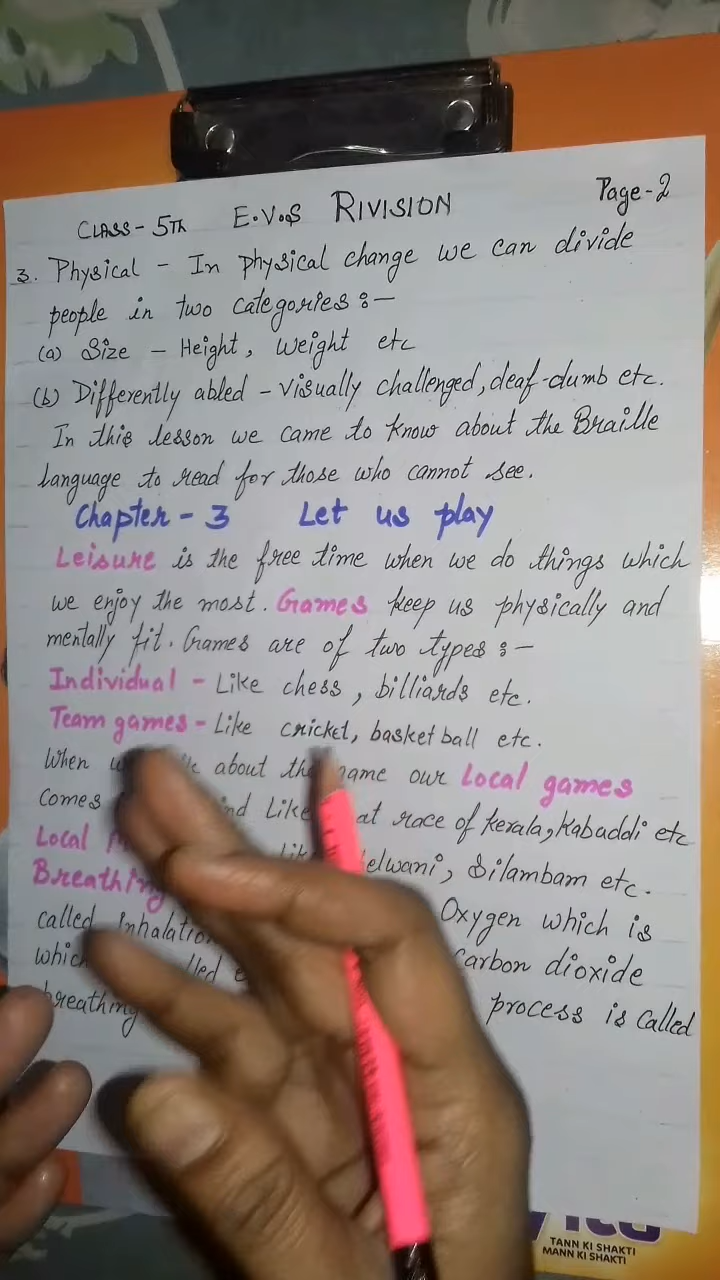 CLASS - 5TH E.V.S RIVISION Page-2
3. Physical - In physical change we can divide
people in two categories :-
(a) Size - Height, weight etc
(b) Differently abled - visually challenged, deaf-dumb etc.
In this lesson we came to know about the Braille
language to read for those who cannot see.
Chapter - 3 Let us play
Leisure is the free time when we do things which
we enjoy the most. Games keep us physically and
mentally fit. Games are of two types :-
Individual - Like chess, billiards etc.
Team games - Like cricket, basket ball etc.
When about the game our Local games
Comes Like at race of Kerala, Kabaddi etc
Local elwani, Silambam etc.
Breathing Oxygen which is
called Inhalation Carbon dioxide
which
breathing process is called
TANN KI SHAKTI
MANN KI SHAKTI